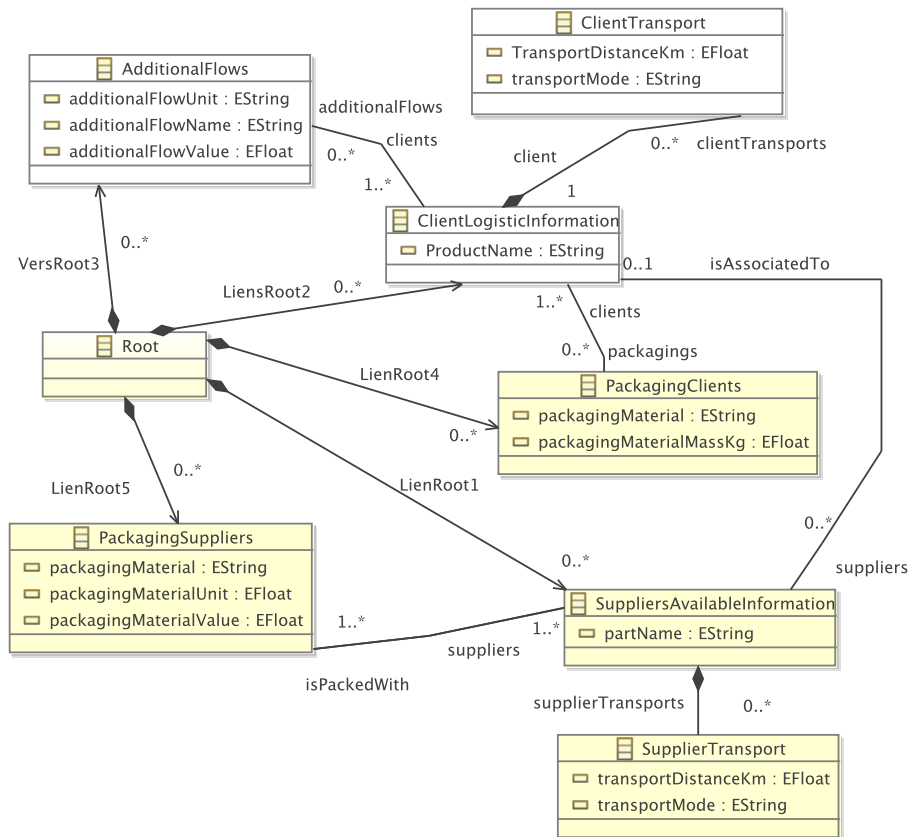 ClientTransport
TransportDistanceKm : EFloat
transportMode : EString
AdditionalFlows
additionalFlowUnit : EString
additionalFlowName : EString
additionalFlowValue : EFloat
additionalFlows
0..*
clients
1..*
client
1
0..*
clientTransports
ClientLogisticInformation
ProductName : EString
0..1
isAssociatedTo
VersRoot3
0..*
LiensRoot2
0..*
1..*
clients
0..*
packagings
Root
LienRoot4
0..*
PackagingClients
packagingMaterial : EString
packagingMaterialMassKg : EFloat
LienRoot5
0..*
LienRoot1
0..*
0..*
suppliers
PackagingSuppliers
packagingMaterial : EString
packagingMaterialUnit : EFloat
packagingMaterialValue : EFloat
1..*
isPackedWith
1..*
suppliers
SuppliersAvailableInformation
partName : EString
supplierTransports
0..*
SupplierTransport
transportDistanceKm : EFloat
transportMode : EString